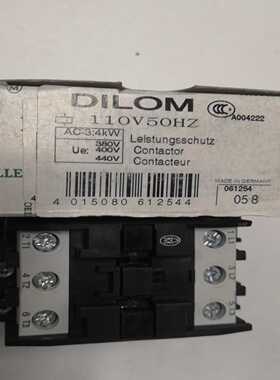 DILOM
110V50HZ
A004222
AC-3:4kW
Ue:
380V
400V
440V
Leistungsschutz
Contactor
Contacteur
MADE IN GERMANY
061254
058
4 015080 612544
LLE
4